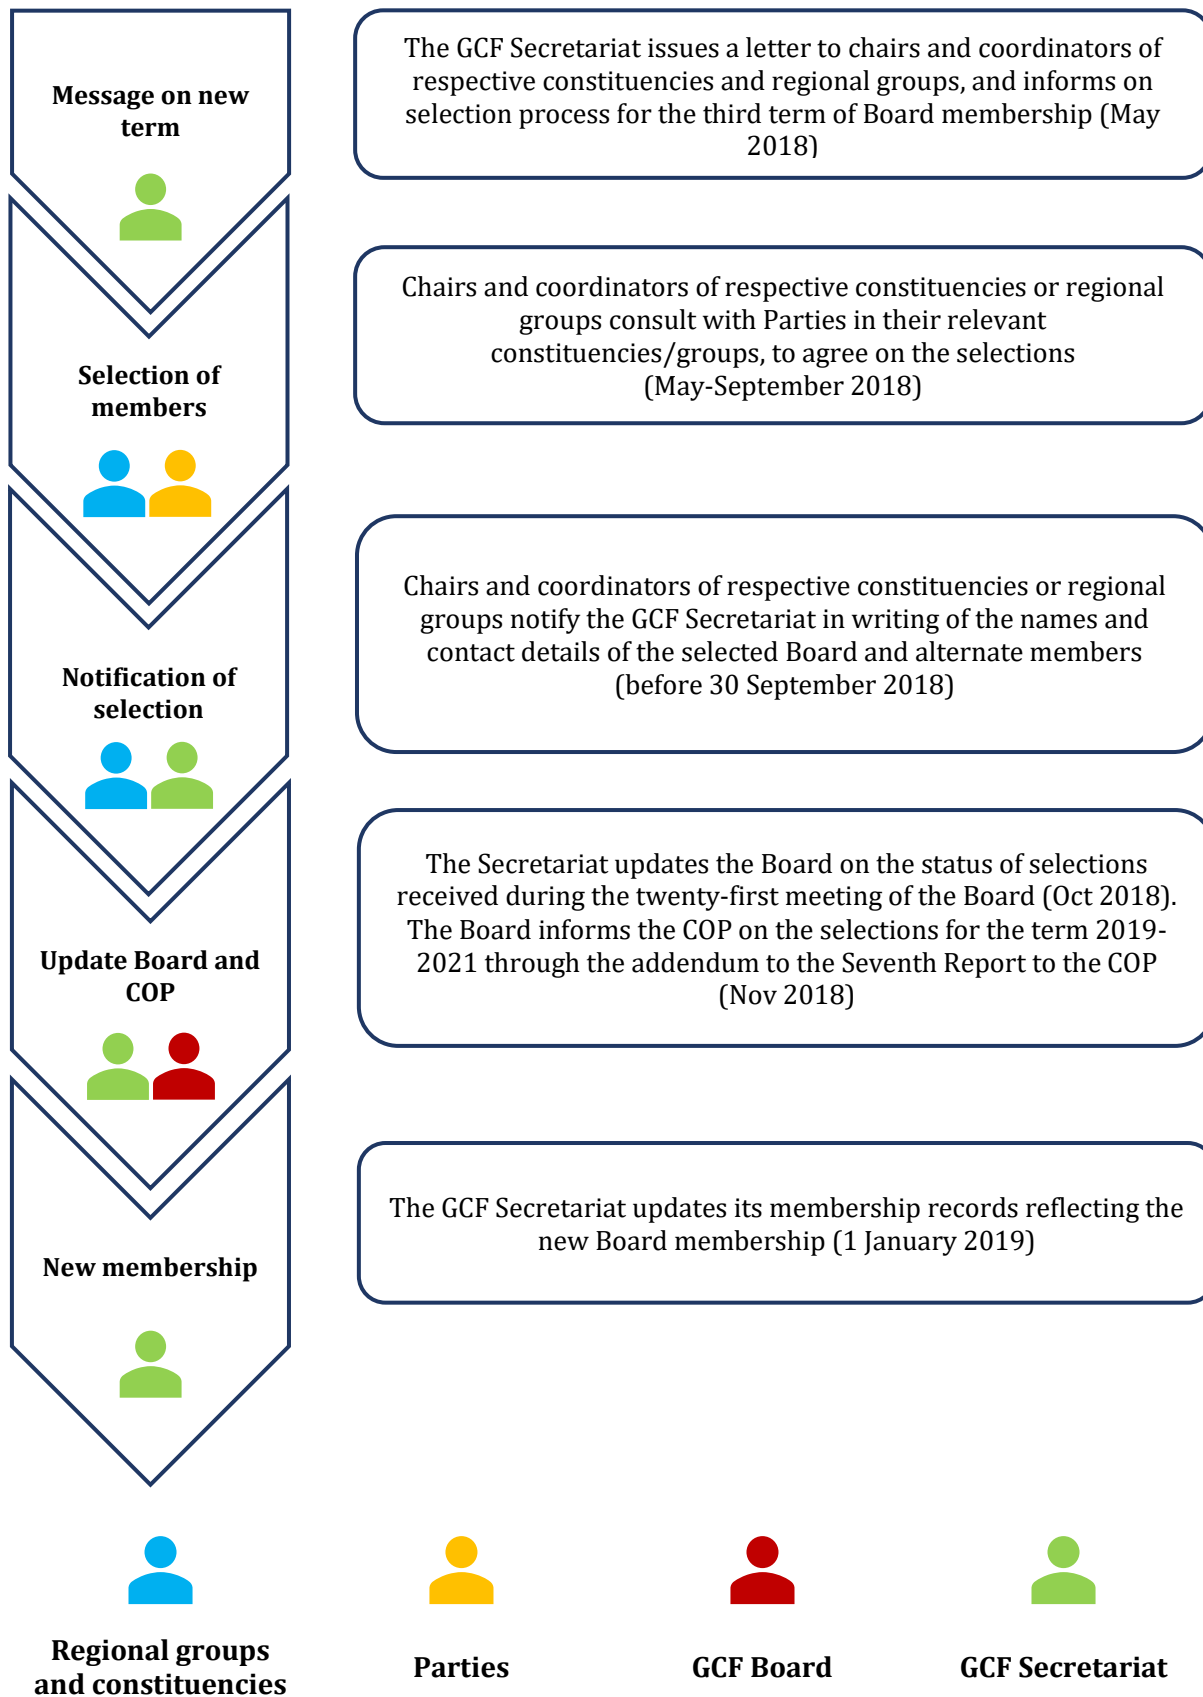 Message on new
term
The GCF Secretariat issues a letter to chairs and coordinators of
respective constituencies and regional groups, and informs on
selection process for the third term of Board membership (May
2018)
Selection of
members
Chairs and coordinators of respective constituencies or regional
groups consult with Parties in their relevant
constituencies/groups, to agree on the selections
(May-September 2018)
Notification of
selection
Chairs and coordinators of respective constituencies or regional
groups notify the GCF Secretariat in writing of the names and
contact details of the selected Board and alternate members
(before 30 September 2018)
Update Board and
COP
The Secretariat updates the Board on the status of selections
received during the twenty-first meeting of the Board (Oct 2018).
The Board informs the COP on the selections for the term 2019-
2021 through the addendum to the Seventh Report to the COP
(Nov 2018)
New membership
The GCF Secretariat updates its membership records reflecting the
new Board membership (1 January 2019)
Regional groups
and constituencies
Parties
GCF Board
GCF Secretariat